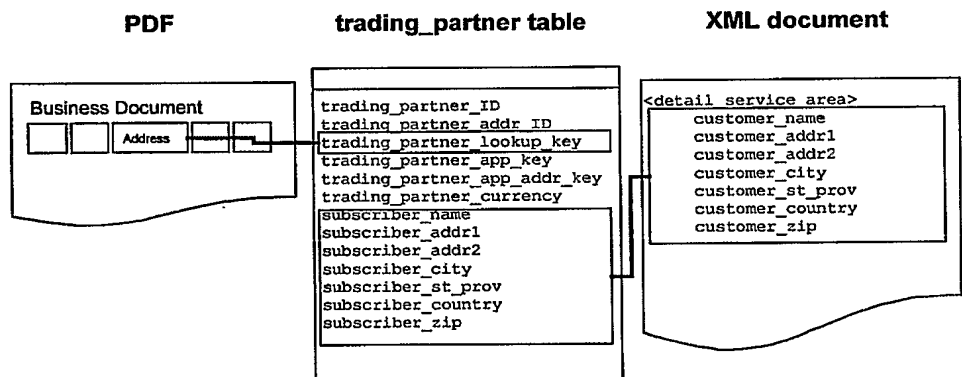 PDF
trading_partner table
XML document
Business Document
Address
trading_partner_ID
trading_partner_addr_ID
trading_partner_lookup_key
trading_partner_app_key
trading_partner_app_addr_key
trading_partner_currency
subscriber_name
subscriber_addr1
subscriber_addr2
subscriber_city
subscriber_st_prov
subscriber_country
subscriber_zip
<detail service area>
customer_name
customer_addr1
customer_addr2
customer_city
customer_st_prov
customer_country
customer_zip